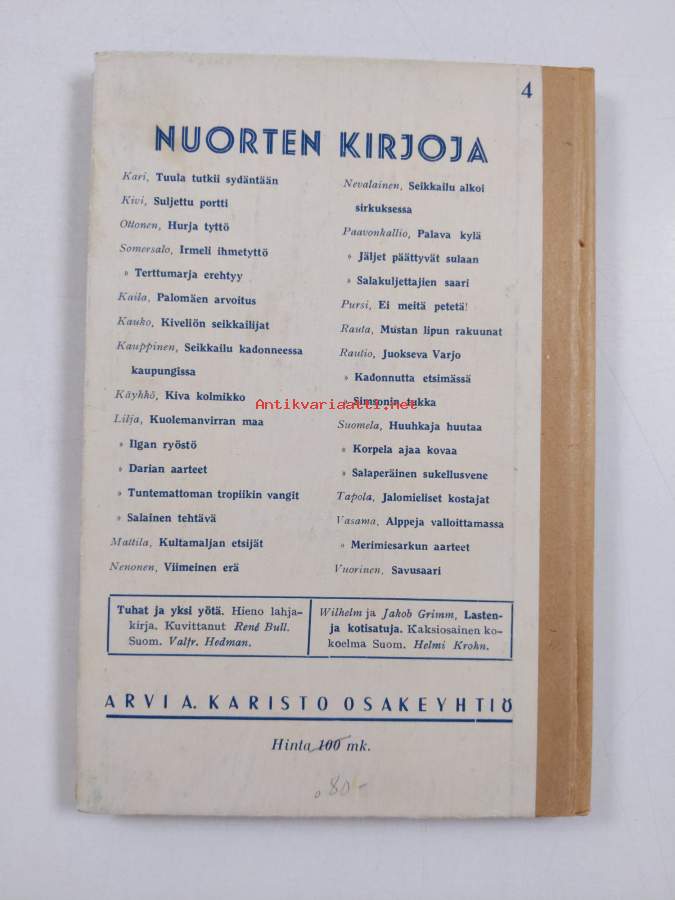 4
NUORTEN KIRJOJA
Kari, Tuula tutkii sydäntään
Kivi, Suljettu portti
Ottonen, Hurja tyttö
Somersalo, Irmeli ihmetyttö
» Terttumarja erehtyy
Kaila, Palomäen arvoitus
Kauko, Kiveliön seikkailijat
Kauppinen, Seikkailu kadonneessa
kaupungissa
Käyhkö, Kiva kolmikko
Lilja, Kuolemanvirran maa
» Ilgan ryöstö
» Darian aarteet
» Tuntemattoman tropiikin vangit
» Salainen tehtävä
Mattila, Kultamaljan etsijät
Nenonen, Viimeinen erä
Nevalainen, Seikkailu alkoi
sirkuksessa
Paavonkallio, Palava kylä
» Jäljet päättyvät sulaan
» Salakuljettajien saari
Pursi, Ei meitä petetä!
Rauta, Mustan lipun rakuunat
Rautio, Juokseva Varjo
» Kadonnutta etsimässä
» Simsonin tukka
Suomela, Huuhkaja huutaa
» Korpela ajaa kovaa
» Salaperäinen sukellusvene
Tapola, Jalomieliset kostajat
Vasama, Alppeja valloittamassa
» Merimiesarkun aarteet
Vuorinen, Savusaari
Antikvariaatti.net
Tuhat ja yksi yötä. Hieno lahja-
kirja. Kuvittanut René Bull.
Suom. Valfr. Hedman.
Wilhelm ja Jakob Grimm, Lasten-
ja kotisatuja. Kaksiosainen ko-
koelma Suom. Helmi Krohn.
ARVI A. KARISTO OSAKEYHTIÖ
Hinta 100 mk.
80-